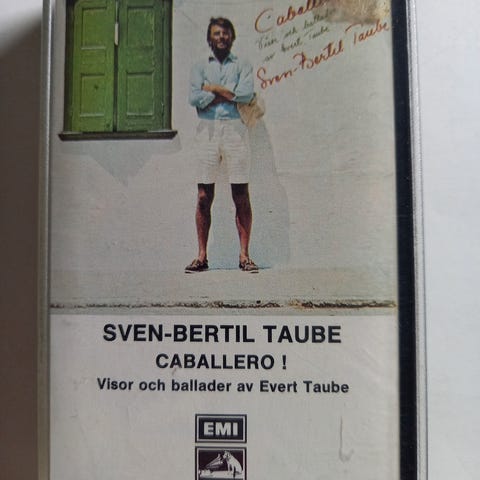 Caballero
Visor och ballader
av Evert Taube
Sven-Bertil Taube
SVEN-BERTIL TAUBE
CABALLERO !
Visor och ballader av Evert Taube
EMI